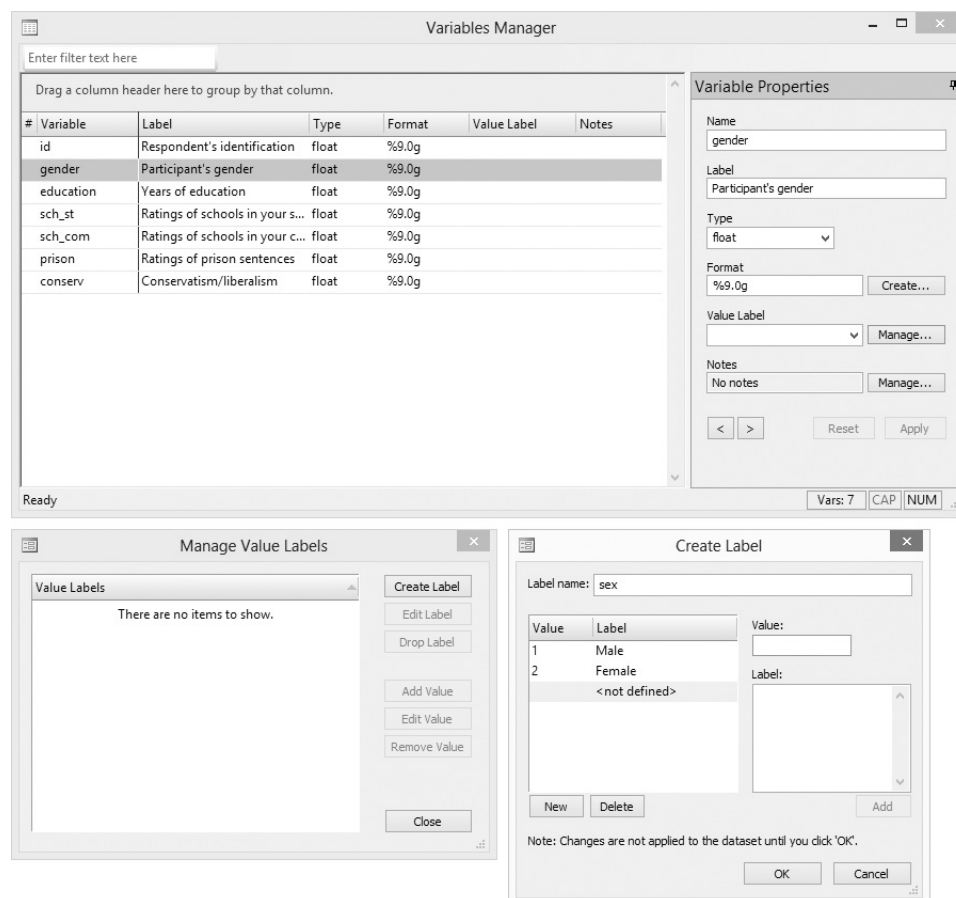 Variables Manager
Enter filter text here
Drag a column header here to group by that column.
# Variable Label Type Format Value Label Notes
id Respondent's identification float %9.0g
gender Participant's gender float %9.0g
education Years of education float %9.0g
sch_st Ratings of schools in your s... float %9.0g
sch_com Ratings of schools in your c... float %9.0g
prison Ratings of prison sentences float %9.0g
conserv Conservatism/liberalism float %9.0g
Variable Properties
Name
gender
Label
Participant's gender
Type
float
Format
%9.0g Create...
Value Label
Manage...
Notes
No notes Manage...
< > Reset Apply
Ready Vars: 7 CAP NUM
Manage Value Labels
Value Labels
There are no items to show.
Create Label
Edit Label
Drop Label
Add Value
Edit Value
Remove Value
Close
Create Label
Label name: sex
Value Label
1 Male
2 Female
<not defined>
Value:
Label:
New Delete Add
Note: Changes are not applied to the dataset until you click 'OK'.
OK Cancel